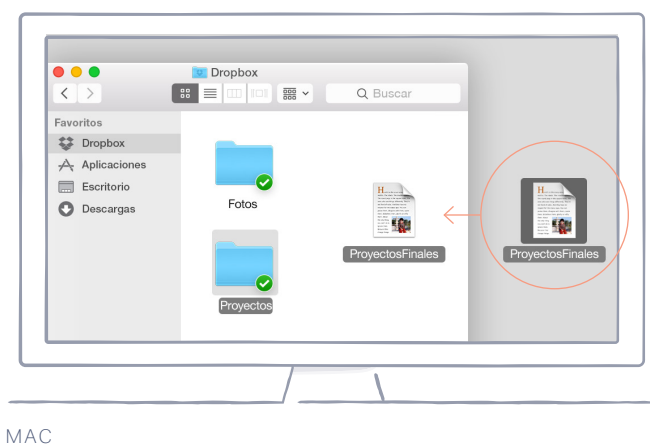 Dropbox
Buscar
Favoritos
Dropbox
Aplicaciones
Escritorio
Descargas
Fotos
Proyectos
ProyectosFinales
ProyectosFinales
MAC